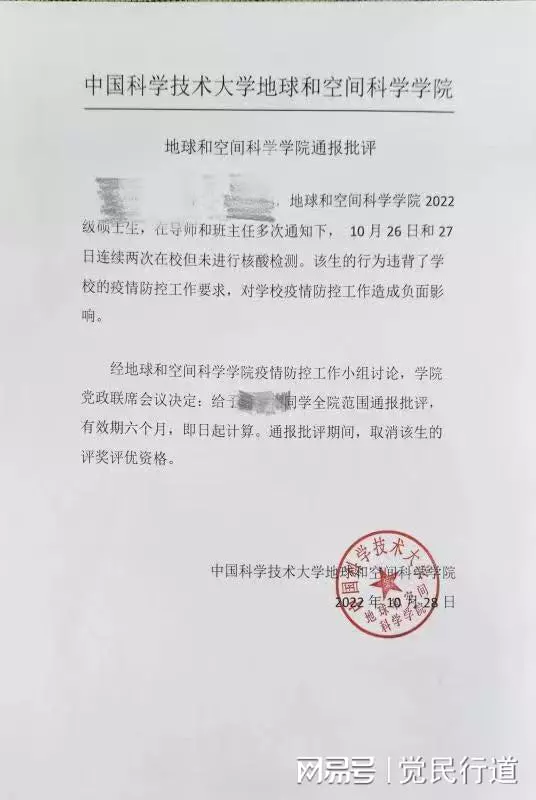 中国科学技术大学地球和空间科学学院
地球和空间科学学院通报批评
，地球和空间科学学院 2022
级硕士生，在导师和班主任多次通知下， 10 月 26 日和 27
日连续两次在校但未进行核酸检测。该生的行为违背了学
校的疫情防控工作要求，对学校疫情防控工作造成负面影
响。
经地球和空间科学学院疫情防控工作小组讨论，学院
党政联席会议决定：给予 同学全院范围通报批评，
有效期六个月，即日起计算。通报批评期间，取消该生的
评奖评优资格。
中国科学技术大学地球和空间科学学院
2022 年 10 月 28 日
中国科学技术大学
地球和空间
科学学院
网易号 | 觉民行道